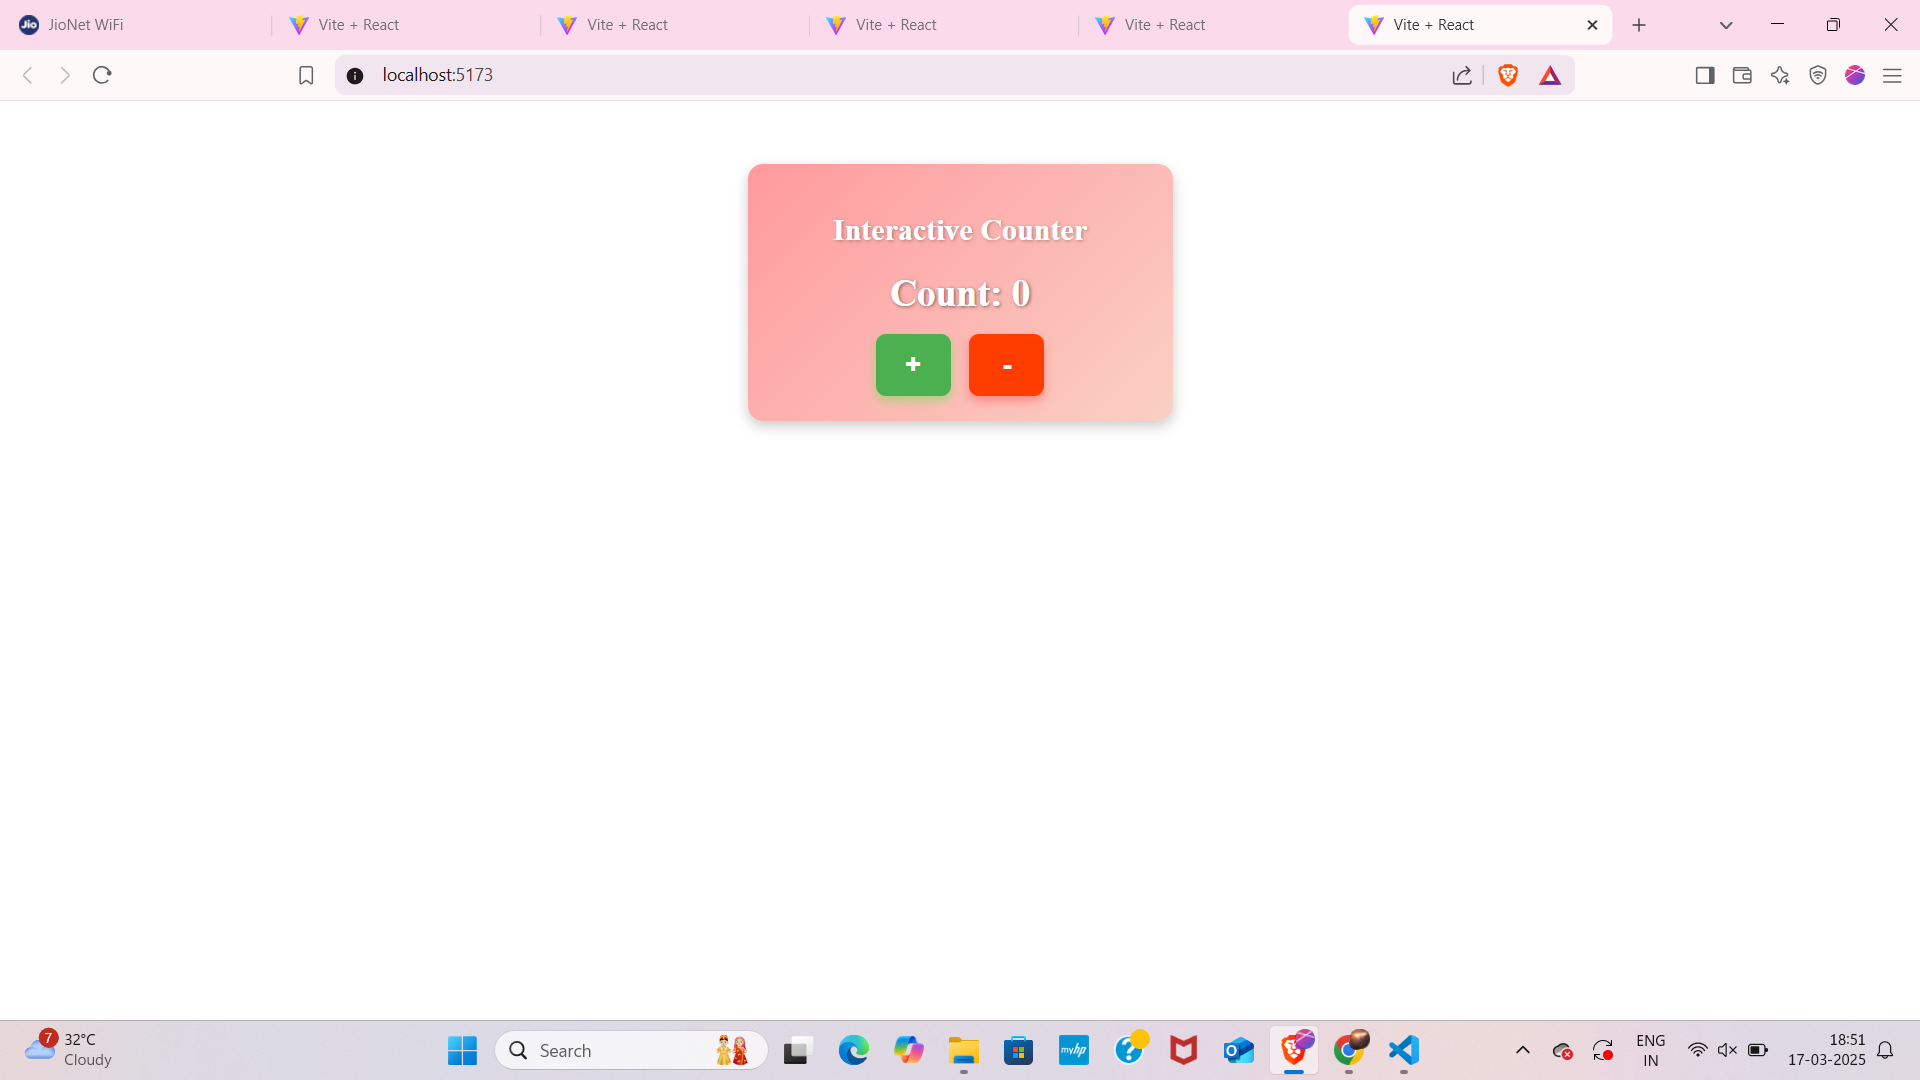 JioNet WiFi
Vite + React
Vite + React
Vite + React
Vite + React
Vite + React
localhost:5173
Interactive Counter
Count: 0
+
-
7
32°C
Cloudy
Search
myhp
ENG
IN
18:51
17-03-2025